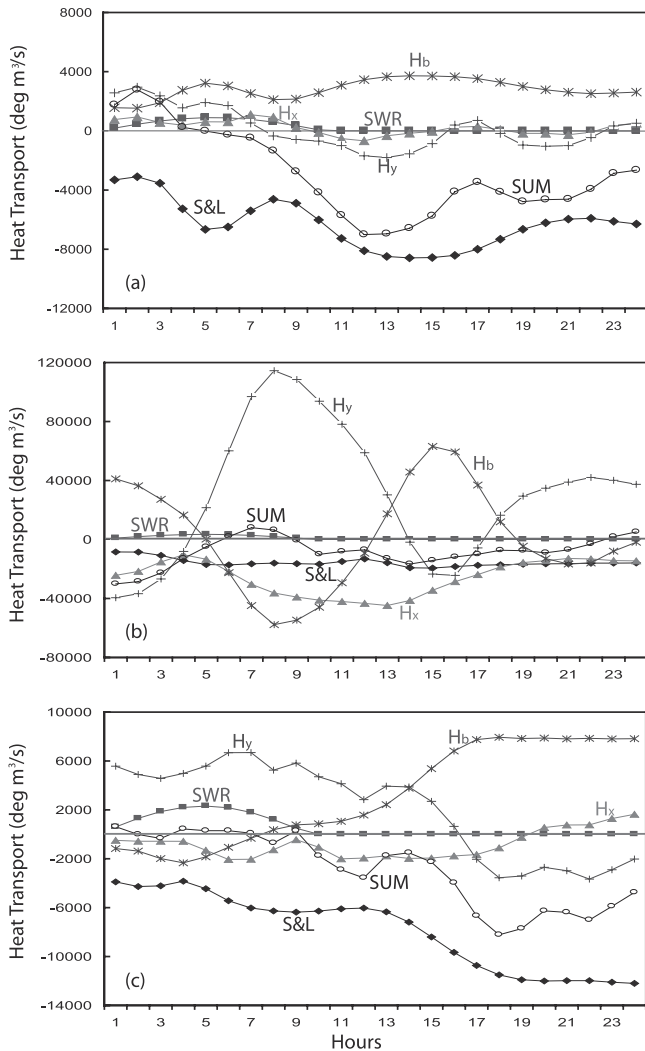 8000
4000
0
-4000
-8000
-12000
Heat Transport (deg m³/s)
Hb
Hx
SWR
Hy
SUM
S&L
(a)
1 3 5 7 9 11 13 15 17 19 21 23
120000
80000
40000
0
-40000
-80000
Heat Transport (deg m³/s)
Hy
Hb
SWR
SUM
S&L
Hx
(b)
1 3 5 7 9 11 13 15 17 19 21 23
10000
6000
2000
-2000
-6000
-10000
-14000
Heat Transport (deg m³/s)
Hy
Hb
SWR
Hx
SUM
S&L
(c)
1 3 5 7 9 11 13 15 17 19 21 23
Hours